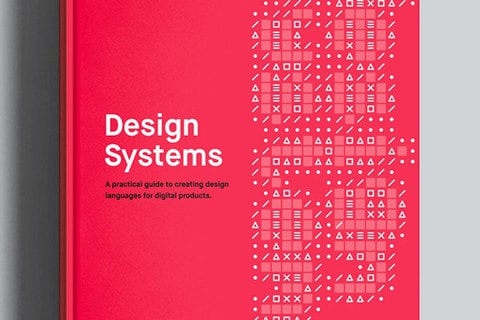 Design
Systems
A practical guide to creating design
languages for digital products.